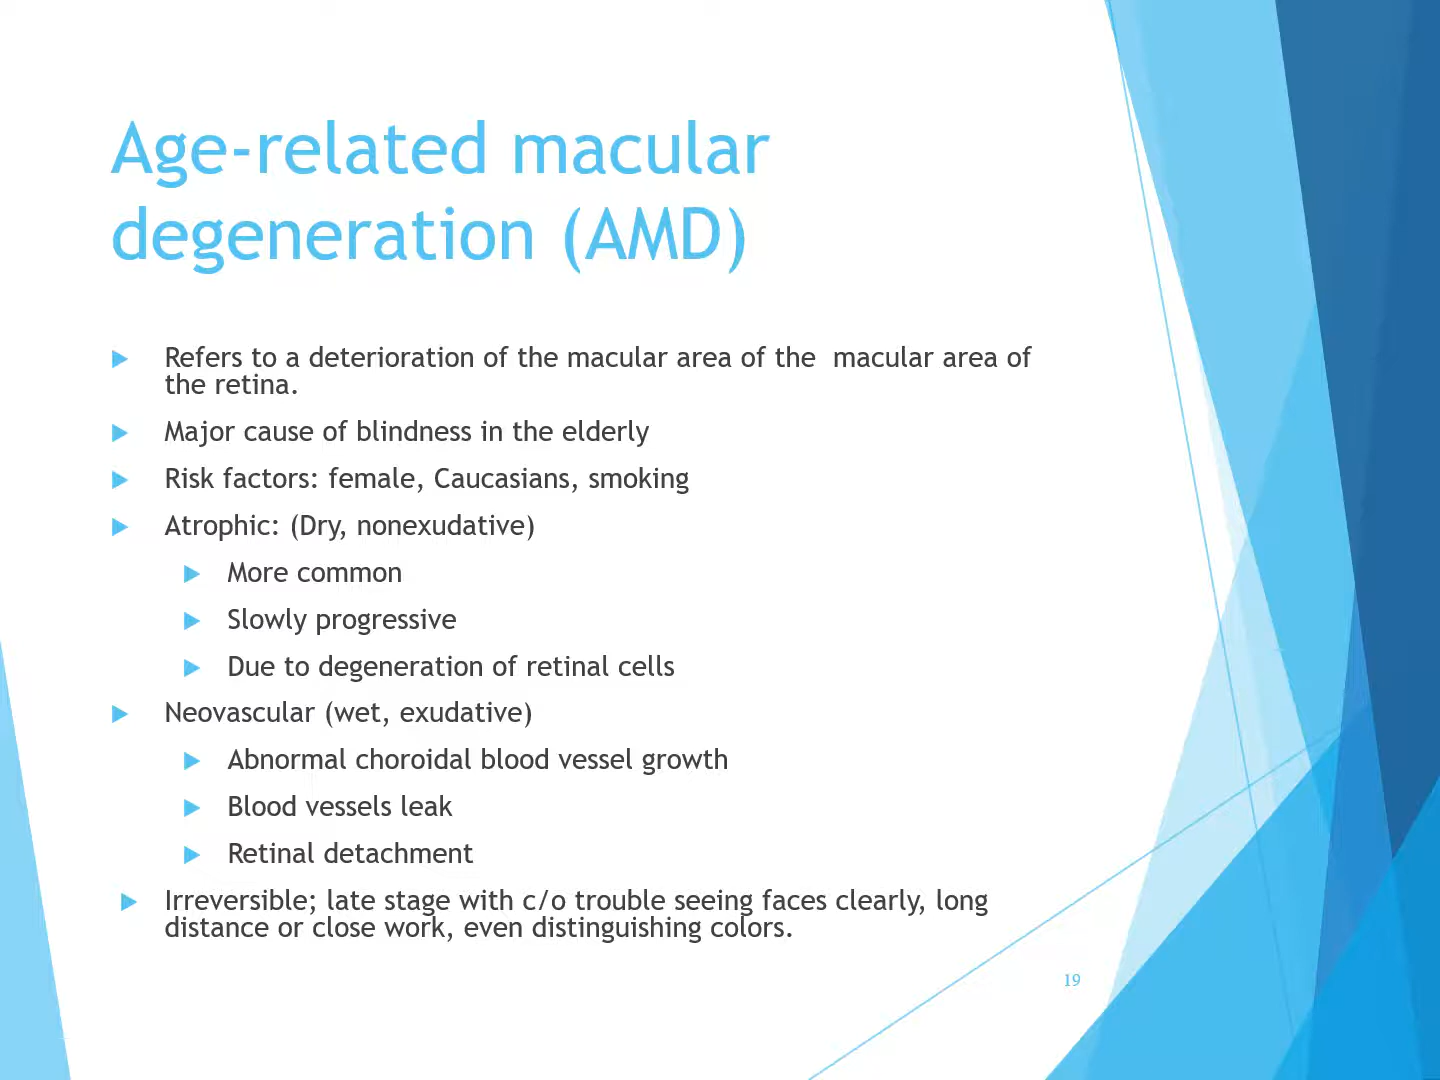 Age-related macular
degeneration (AMD)
Refers to a deterioration of the macular area of the  macular area of
the retina.
Major cause of blindness in the elderly
Risk factors: female, Caucasians, smoking
Atrophic: (Dry, nonexudative)
More common
Slowly progressive
Due to degeneration of retinal cells
Neovascular (wet, exudative)
Abnormal choroidal blood vessel growth
Blood vessels leak
Retinal detachment
Irreversible; late stage with c/o trouble seeing faces clearly, long
distance or close work, even distinguishing colors.
19